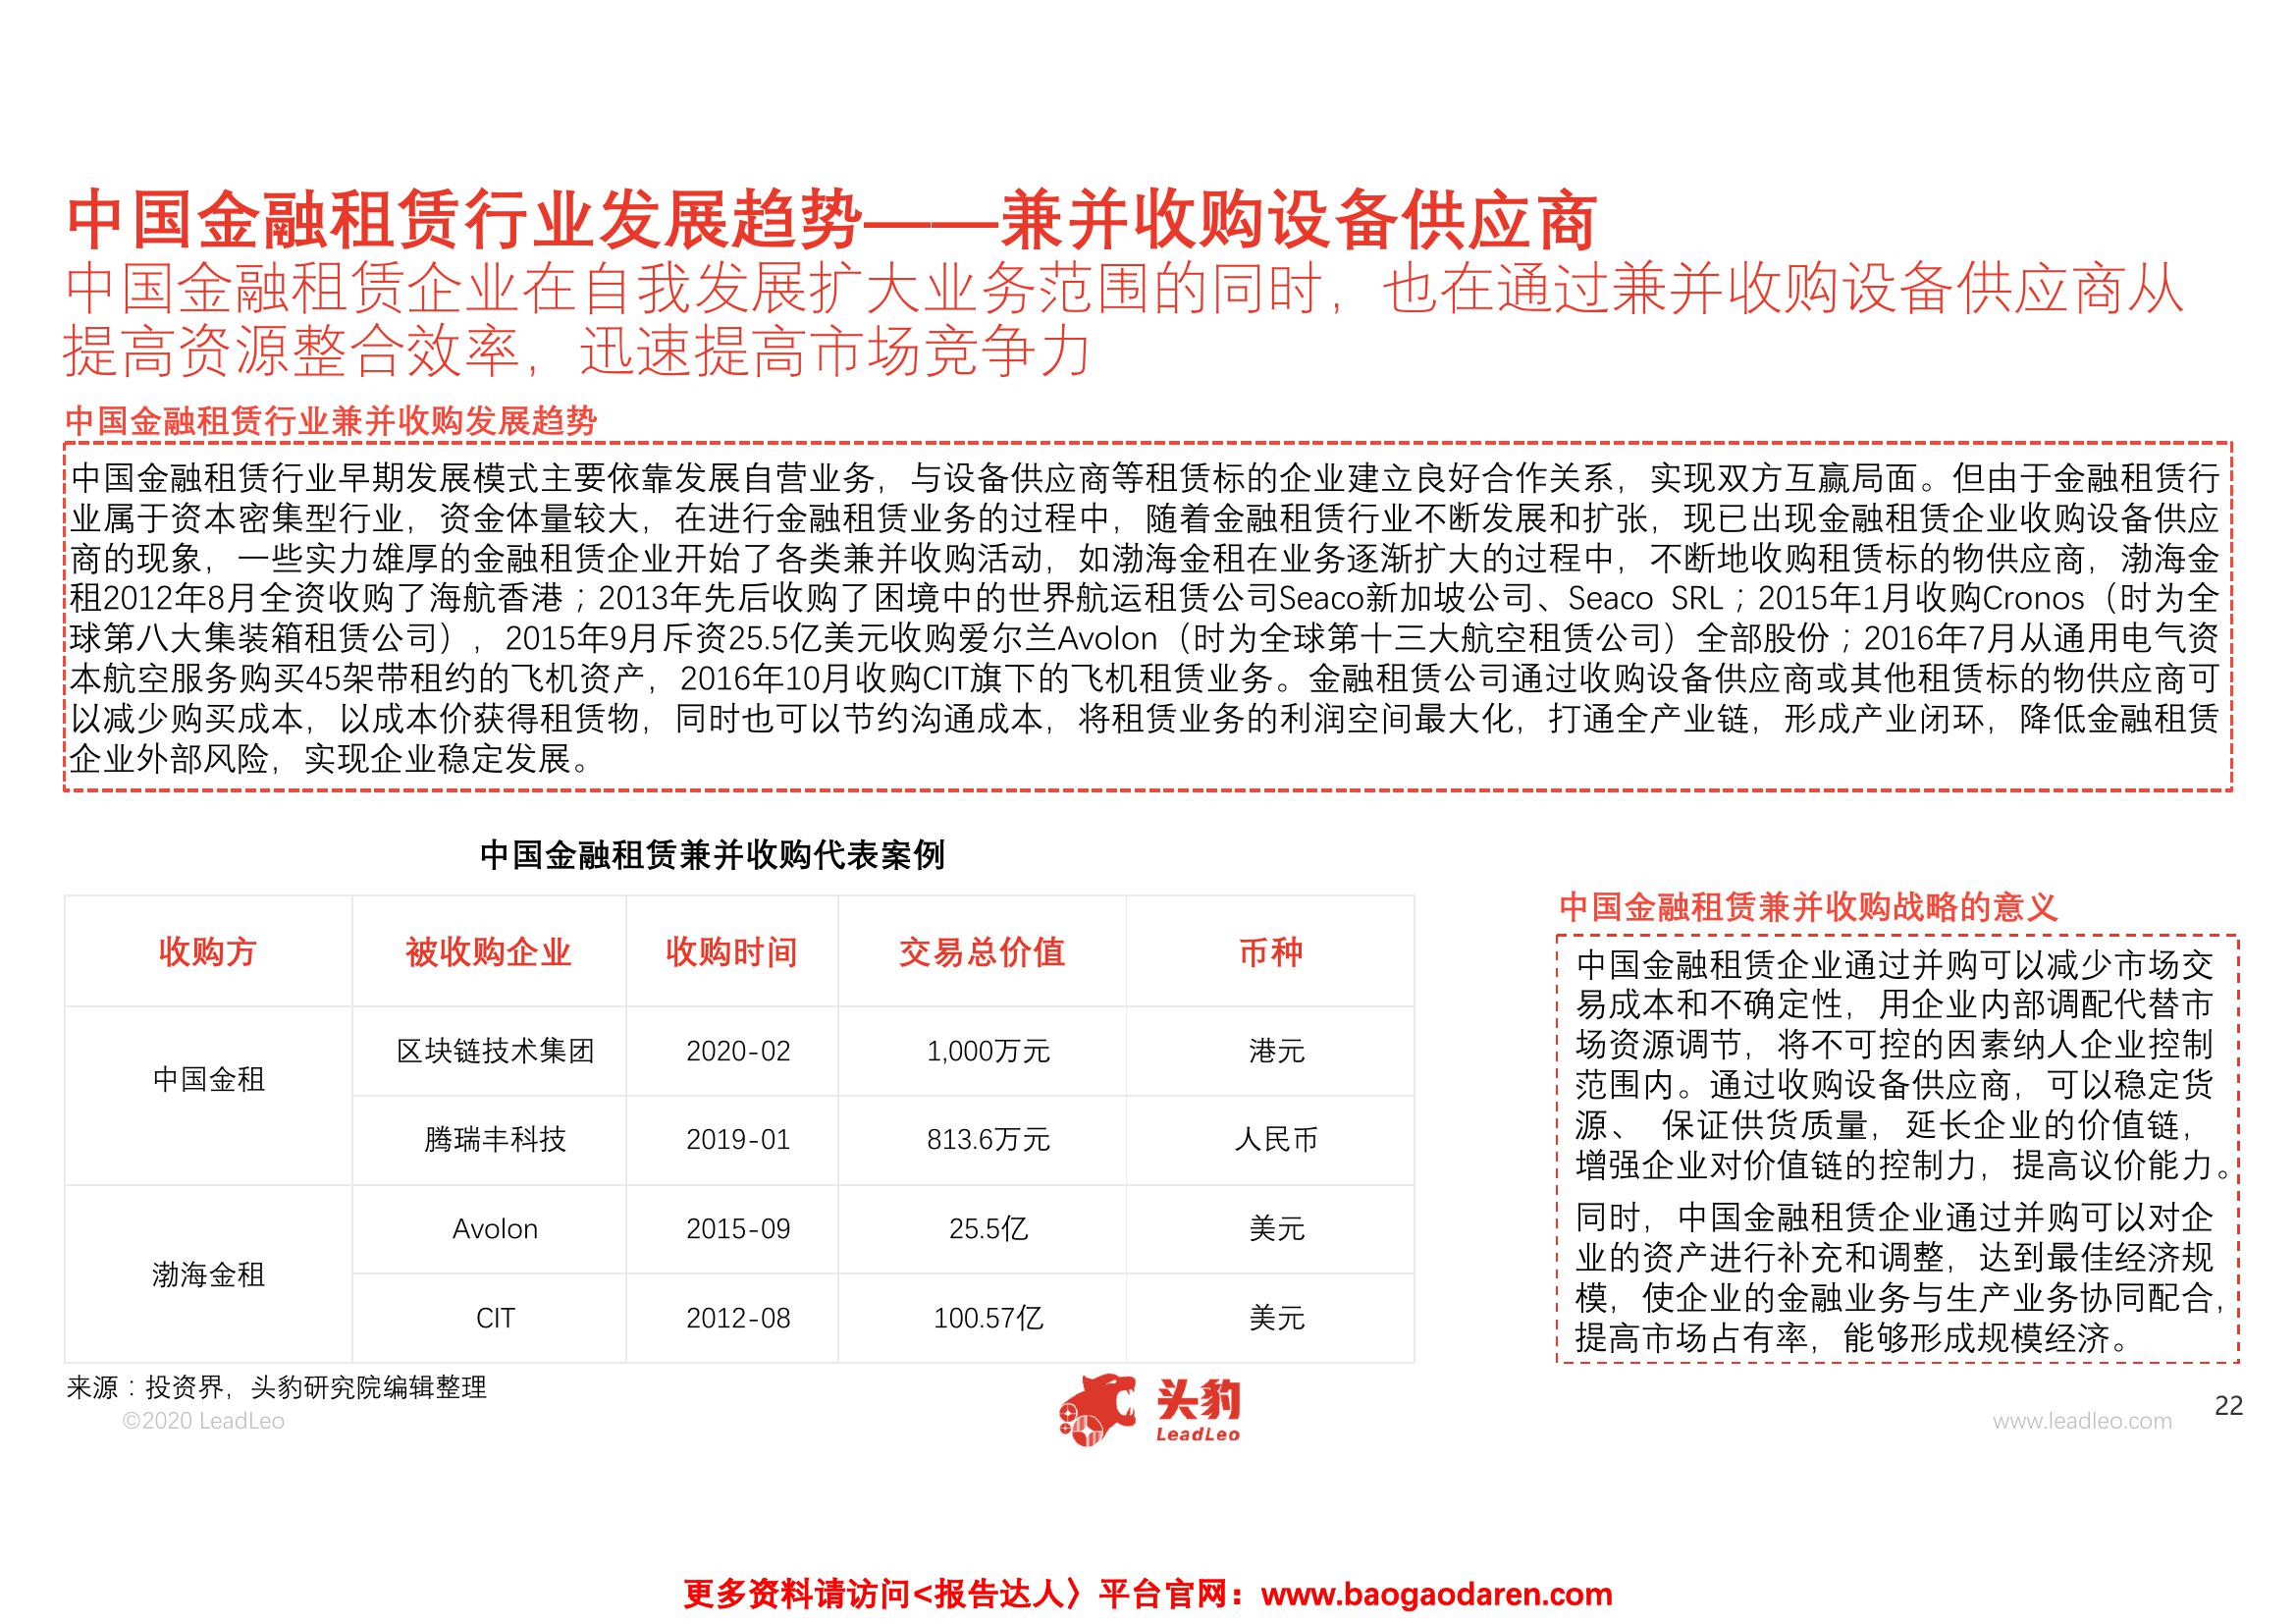 中国金融租赁行业发展趋势——兼并收购设备供应商
中国金融租赁企业在自我发展扩大业务范围的同时，也在通过兼并收购设备供应商从
提高资源整合效率，迅速提高市场竞争力
中国金融租赁行业兼并收购发展趋势
中国金融租赁行业早期发展模式主要依靠发展自营业务，与设备供应商等租赁标的企业建立良好合作关系，实现双方互赢局面。但由于金融租赁行
业属于资本密集型行业，资金体量较大，在进行金融租赁业务的过程中，随着金融租赁行业不断发展和扩张，现已出现金融租赁企业收购设备供应
商的现象，一些实力雄厚的金融租赁企业开始了各类兼并收购活动，如渤海金租在业务逐渐扩大的过程中，不断地收购租赁标的物供应商，渤海金
租2012年8月全资收购了海航香港；2013年先后收购了困境中的世界航运租赁公司Seaco新加坡公司、Seaco SRL；2015年1月收购Cronos（时为全
球第八大集装箱租赁公司），2015年9月斥资25.5亿美元收购爱尔兰Avolon（时为全球第十三大航空租赁公司）全部股份；2016年7月从通用电气资
本航空服务购买45架带租约的飞机资产，2016年10月收购CIT旗下的飞机租赁业务。金融租赁公司通过收购设备供应商或其他租赁标的物供应商可
以减少购买成本，以成本价获得租赁物，同时也可以节约沟通成本，将租赁业务的利润空间最大化，打通全产业链，形成产业闭环，降低金融租赁
企业外部风险，实现企业稳定发展。
中国金融租赁兼并收购代表案例
收购方 被收购企业 收购时间 交易总价值 币种
中国金租
区块链技术集团 2020-02 1,000万元 港元
腾瑞丰科技 2019-01 813.6万元 人民币
渤海金租
Avolon 2015-09 25.5亿 美元
CIT 2012-08 100.57亿 美元
来源：投资界，头豹研究院编辑整理
中国金融租赁兼并收购战略的意义
中国金融租赁企业通过并购可以减少市场交
易成本和不确定性，用企业内部调配代替市
场资源调节，将不可控的因素纳人企业控制
范围内。通过收购设备供应商，可以稳定货
源、 保证供货质量，延长企业的价值链，
增强企业对价值链的控制力，提高议价能力。
同时，中国金融租赁企业通过并购可以对企
业的资产进行补充和调整，达到最佳经济规
模，使企业的金融业务与生产业务协同配合，
提高市场占有率，能够形成规模经济。
©2020 LeadLeo
头豹
LeadLeo
www.leadleo.com
22
更多资料请访问<报告达人〉平台官网：www.baogaodaren.com